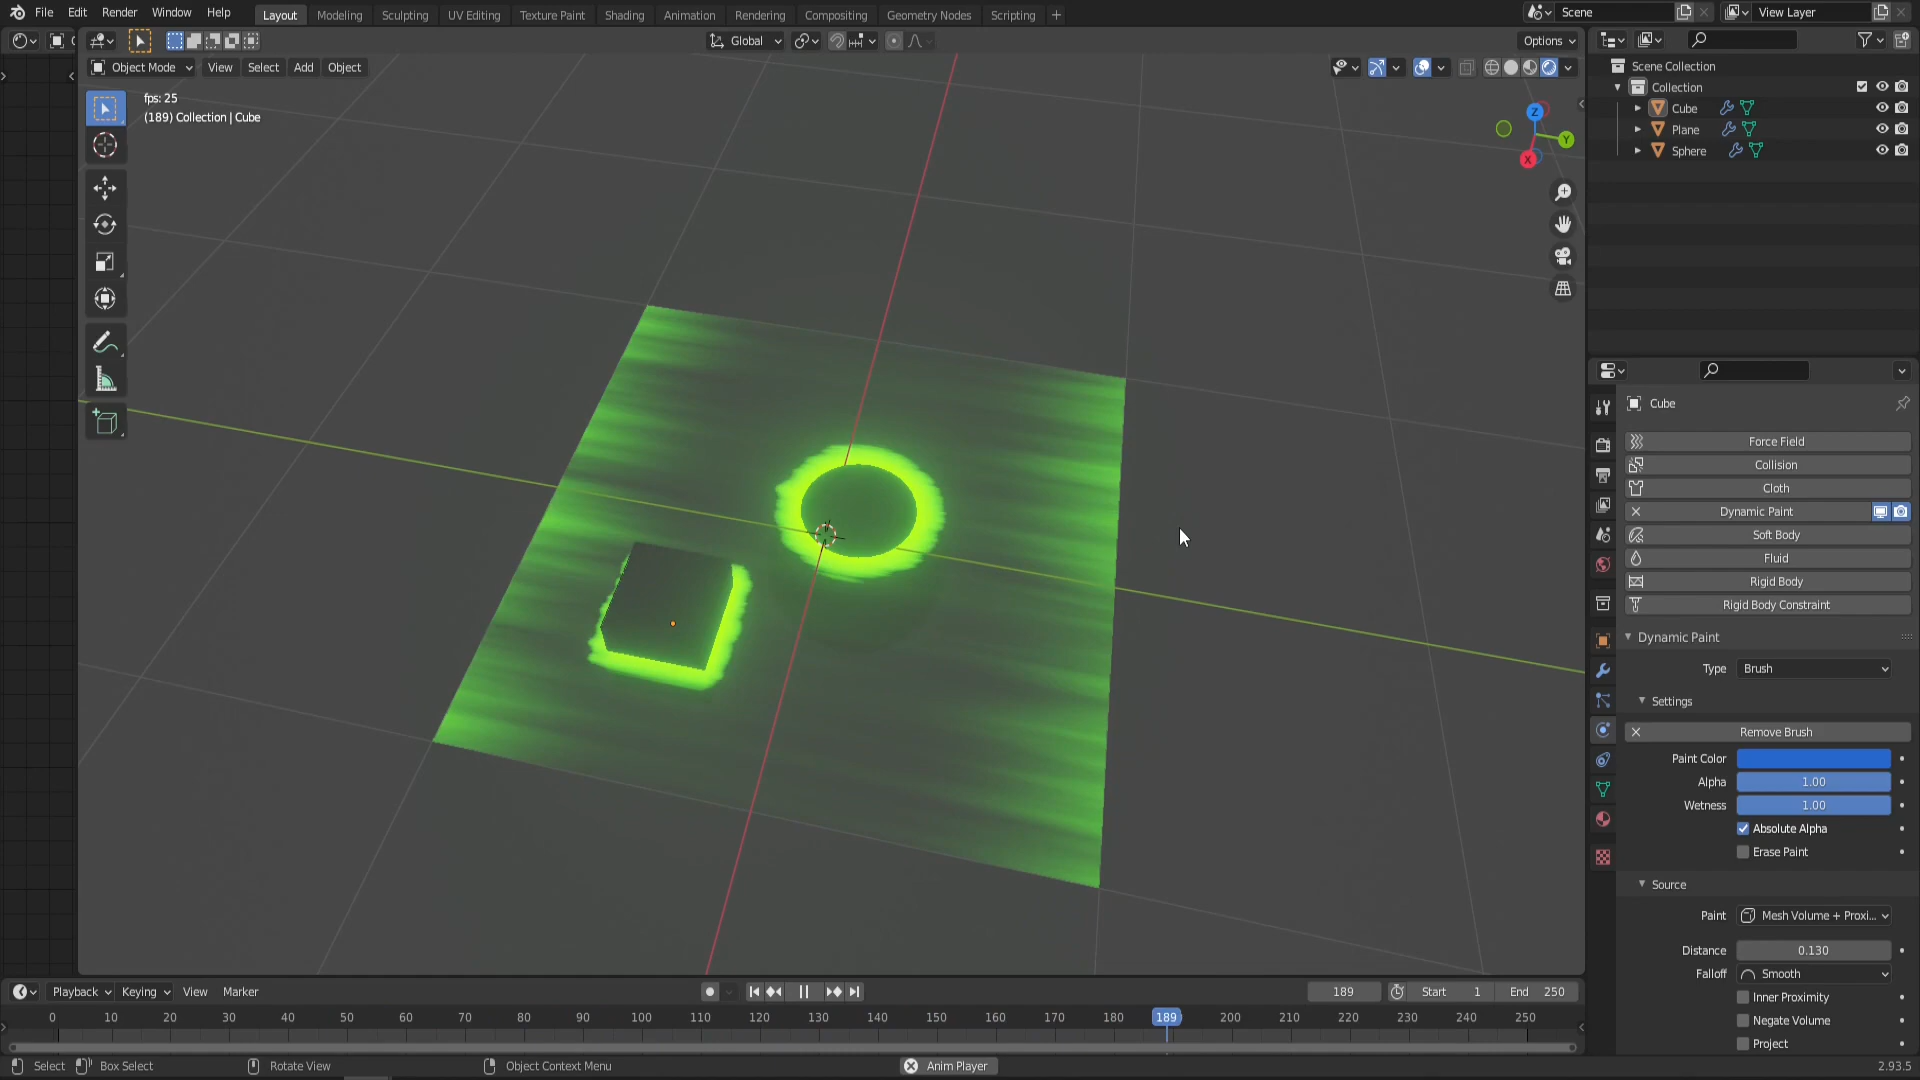 File Edit Render Window Help Layout Modeling Sculpting UV Editing Texture Paint Shading Animation Rendering Compositing Geometry Nodes Scripting + Scene View Layer
Global Options
Object Mode View Select Add Object
Scene Collection
Collection
Cube
Plane
Sphere
fps: 25
(189) Collection | Cube
Z
Y
X
Cube
Force Field
Collision
Cloth
Dynamic Paint
Soft Body
Fluid
Rigid Body
Rigid Body Constraint
Dynamic Paint
Type Brush
Settings
Remove Brush
Paint Color
Alpha 1.00
Wetness 1.00
Absolute Alpha
Erase Paint
Source
Paint Mesh Volume + Proxi...
Distance 0.130
Falloff Smooth
Inner Proximity
Negate Volume
Project
Playback Keying View Marker 189 Start 1 End 250
0 10 20 30 40 50 60 70 80 90 100 110 120 130 140 150 160 170 180 189 200 210 220 230 240 250
Select Box Select Rotate View Object Context Menu Anim Player 2.93.5